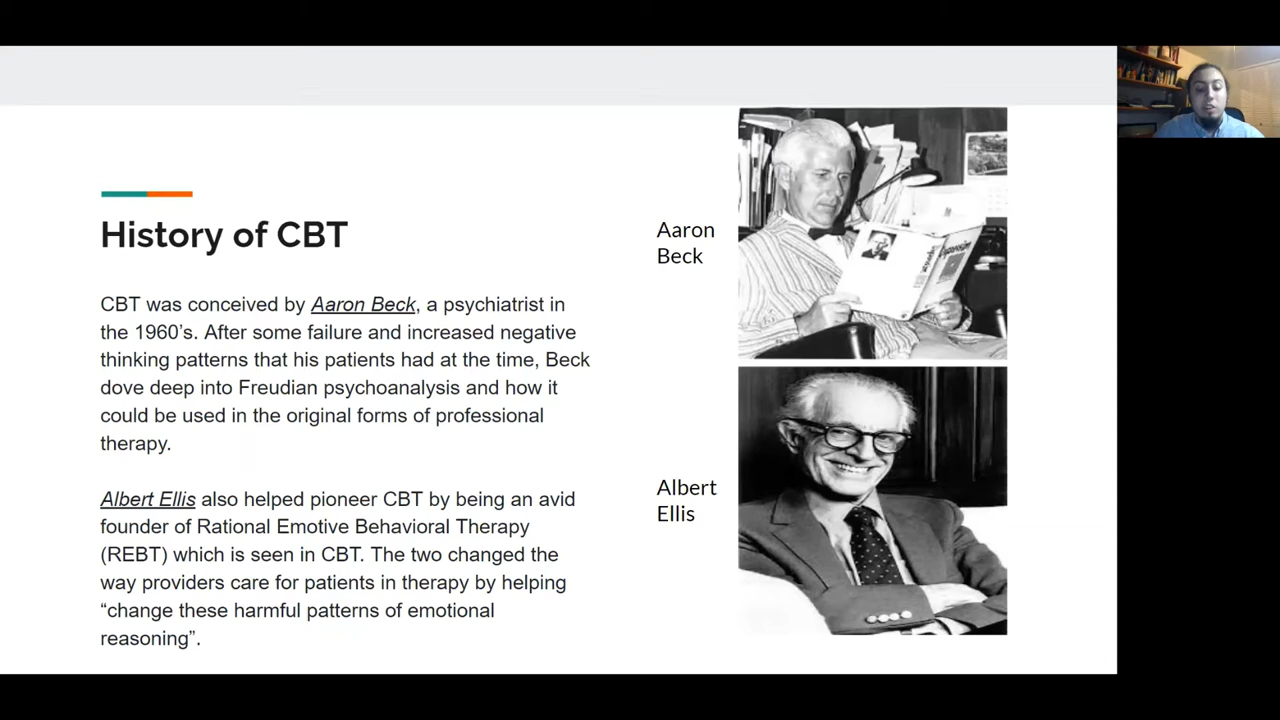 History of CBT
CBT was conceived by Aaron Beck, a psychiatrist in
the 1960’s. After some failure and increased negative
thinking patterns that his patients had at the time, Beck
dove deep into Freudian psychoanalysis and how it
could be used in the original forms of professional
therapy.
Albert Ellis also helped pioneer CBT by being an avid
founder of Rational Emotive Behavioral Therapy
(REBT) which is seen in CBT. The two changed the
way providers care for patients in therapy by helping
“change these harmful patterns of emotional
reasoning”.
Aaron
Beck
Albert
Ellis